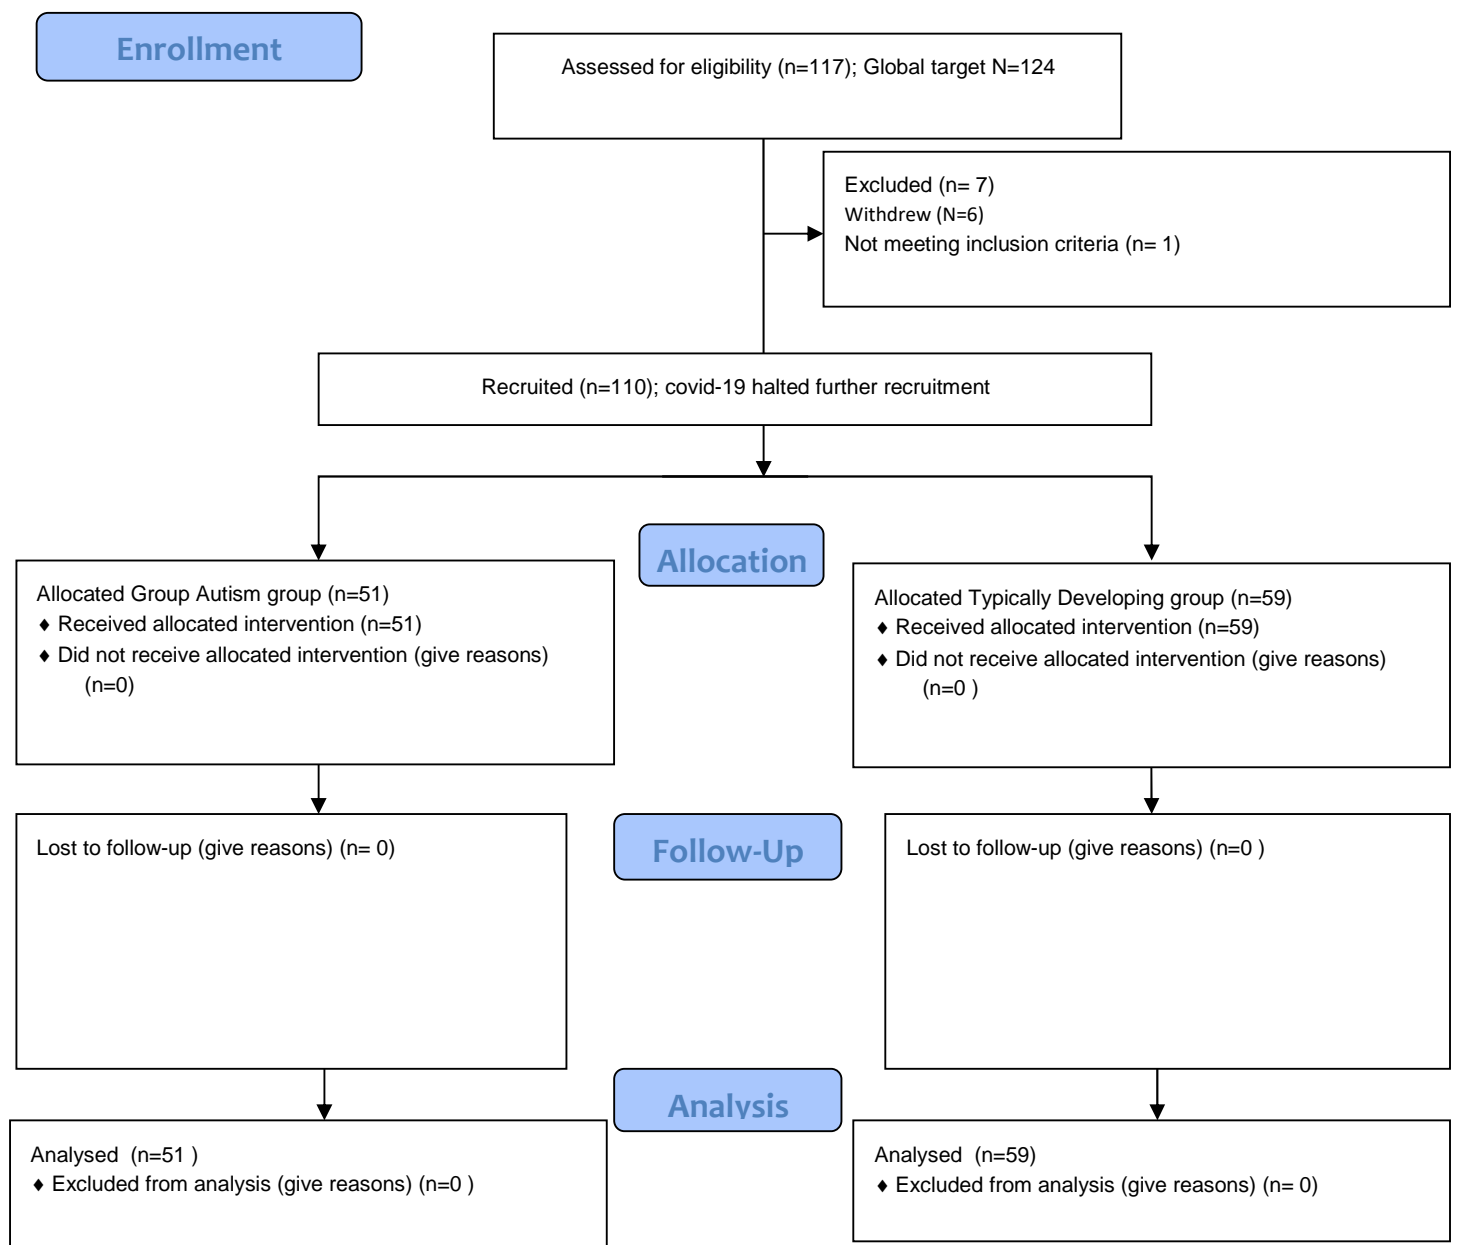 Enrollment
Assessed for eligibility (n=117); Global target N=124
Excluded (n= 7)
Withdrew (N=6)
Not meeting inclusion criteria (n= 1)
Recruited (n=110); covid-19 halted further recruitment
Allocation
Allocated Group Autism group (n=51)
♦ Received allocated intervention (n=51)
♦ Did not receive allocated intervention (give reasons)
(n=0)
Allocated Typically Developing group (n=59)
♦ Received allocated intervention (n=59)
♦ Did not receive allocated intervention (give reasons)
(n=0 )
Follow-Up
Lost to follow-up (give reasons) (n= 0)
Lost to follow-up (give reasons) (n=0 )
Analysis
Analysed  (n=51 )
♦ Excluded from analysis (give reasons) (n=0 )
Analysed  (n=59)
♦ Excluded from analysis (give reasons) (n= 0)